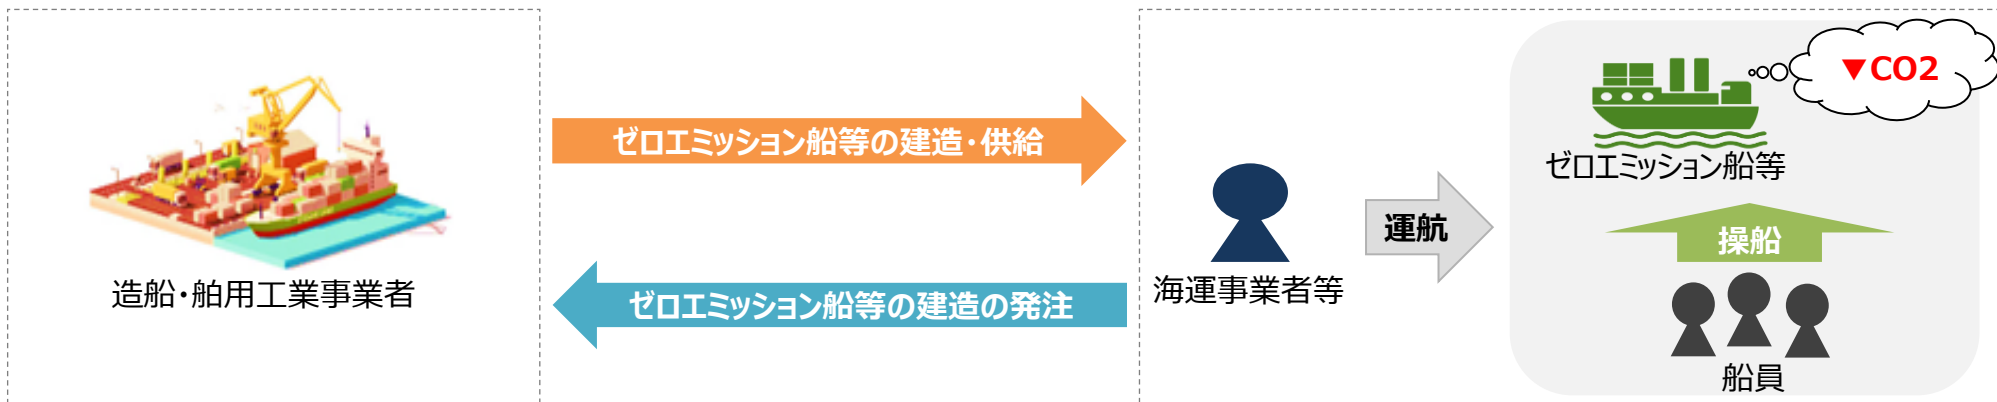 造船・舶用工業事業者
ゼロエミッション船等の建造・供給
ゼロエミッション船等の建造の発注
海運事業者等
運航
▼CO2
ゼロエミッション船等
操船
船員